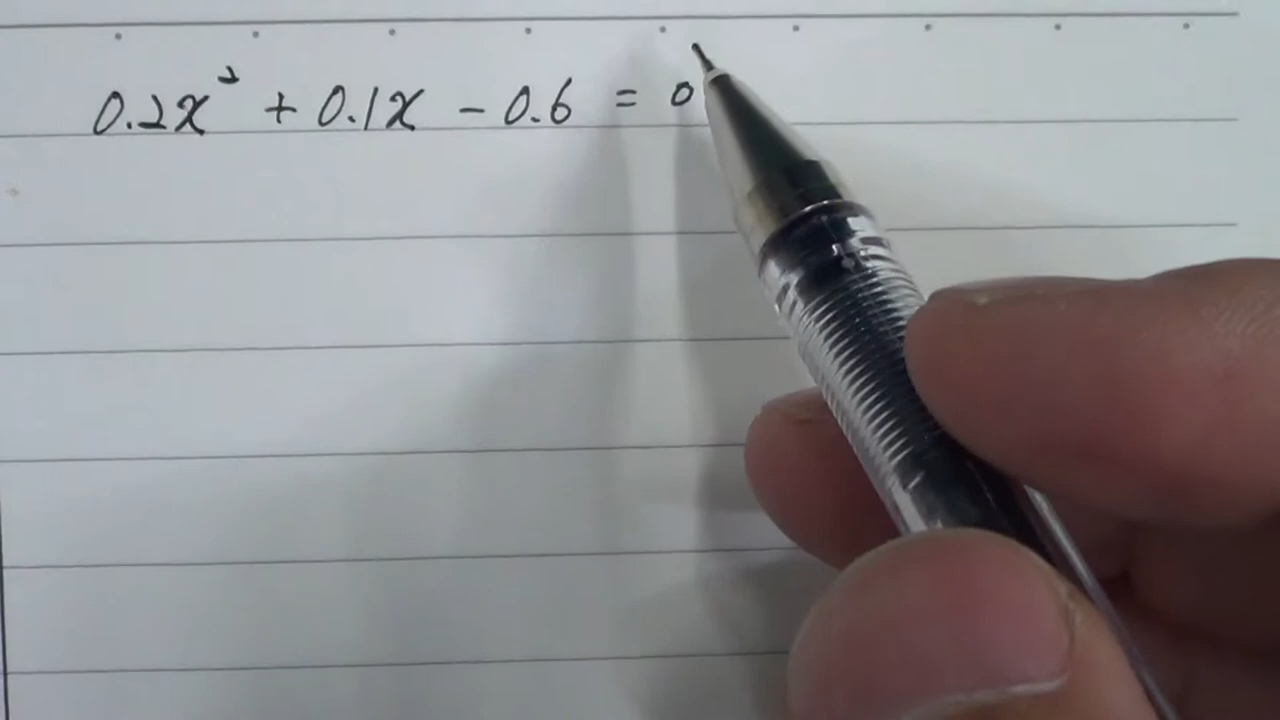 0.2x² + 0.1x - 0.6 = 0